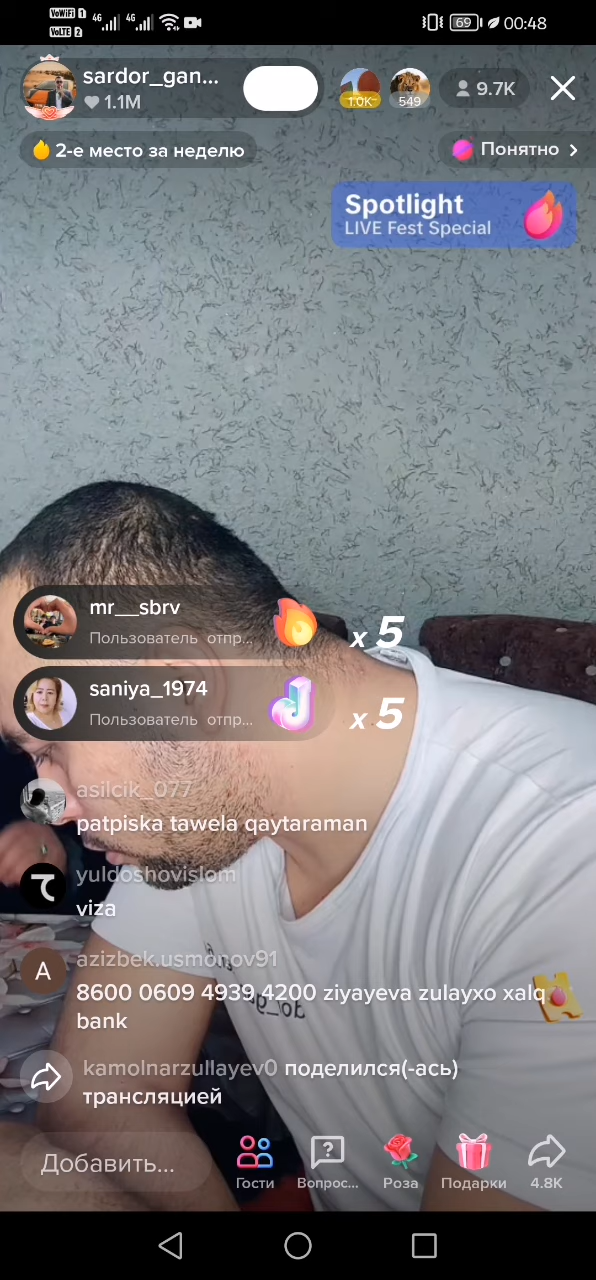 VoWiFi 1
VoLTE 2
4G
4G
69
00:48
sardor_gan...
1.1M
1.0K
549
9.7K
2-е место за неделю
Понятно
Spotlight
LIVE Fest Special
mr__sbrv
Пользователь отпр...
x 5
saniya_1974
Пользователь отпр...
x 5
asilcik_077
patpiska tawela qaytaraman
yuldoshovislom
viza
A
azizbek.usmonov91
8600 0609 4939 4200 ziyayeva zulayxo xalq
bank
kamolnarzullayev0 поделился(-ась)
трансляцией
Добавить...
Гости
Вопрос...
Роза
Подарки
4.8K